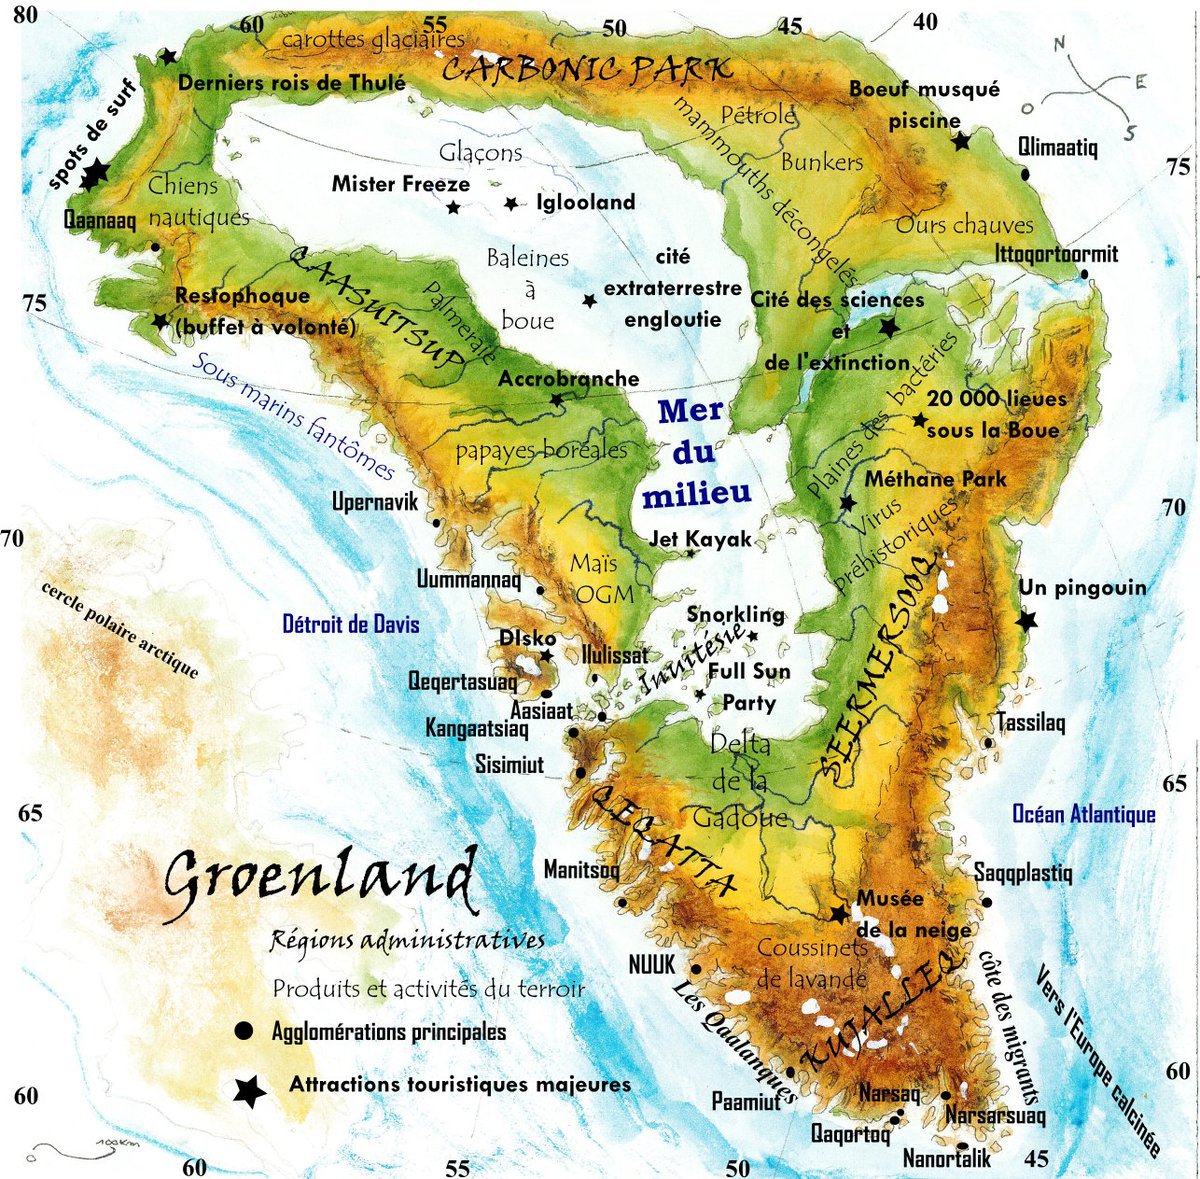 80
60
55
50
45
40
carottes glaciaires
CARBONIC PARK
N
E
O
S
Derniers rois de Thulé
spots de surf
Boeuf musqué
piscine
Qlimaatiq
75
Pétrole
mammouths décongelés
Bunkers
Glaçons
Mister Freeze
Iglooland
Chiens
nautiques
Qaanaaq
Ours chauves
Ittoqortoormit
Baleines
à
boue
cité
extraterrestre
engloutie
Cité des sciences
et
de l'extinction
CAASUITSUP
Palmeraie
Restophoque
(buffet à volonté)
75
Sous marins fantômes
Accrobranche
Mer
du
milieu
Plaines des bactéries
20 000 lieues
sous la Boue
papayes boréales
Méthane Park
Virus
préhistoriques
Upernavik
70
70
Jet Kayak
Maïs
OGM
Uummannaq
Un pingouin
cercle polaire arctique
Détroit de Davis
Snorkling
DIsko
Ilulissat
Inuitésie
Full Sun
Party
Qeqertasuaq
Aasiaat
Kangaatsiaq
Sisimiut
SEERMERSOOQ
Tassilaq
Delta
de la
Gadoue
65
65
Océan Atlantique
QEQATTA
Manitsoq
Saqqplastiq
Groenland
Régions administratives
Produits et activités du terroir
Agglomérations principales
Attractions touristiques majeures
Musée
de la neige
Coussinets
de lavande
NUUK
Les Qaalanques
KUJALLEQ
côte des migrants
Vers l'Europe calcinée
60
60
Paamiut
Narsaq
Narsarsuaq
Qaqortoq
Nanortalik
0
100Km
60
55
50
45